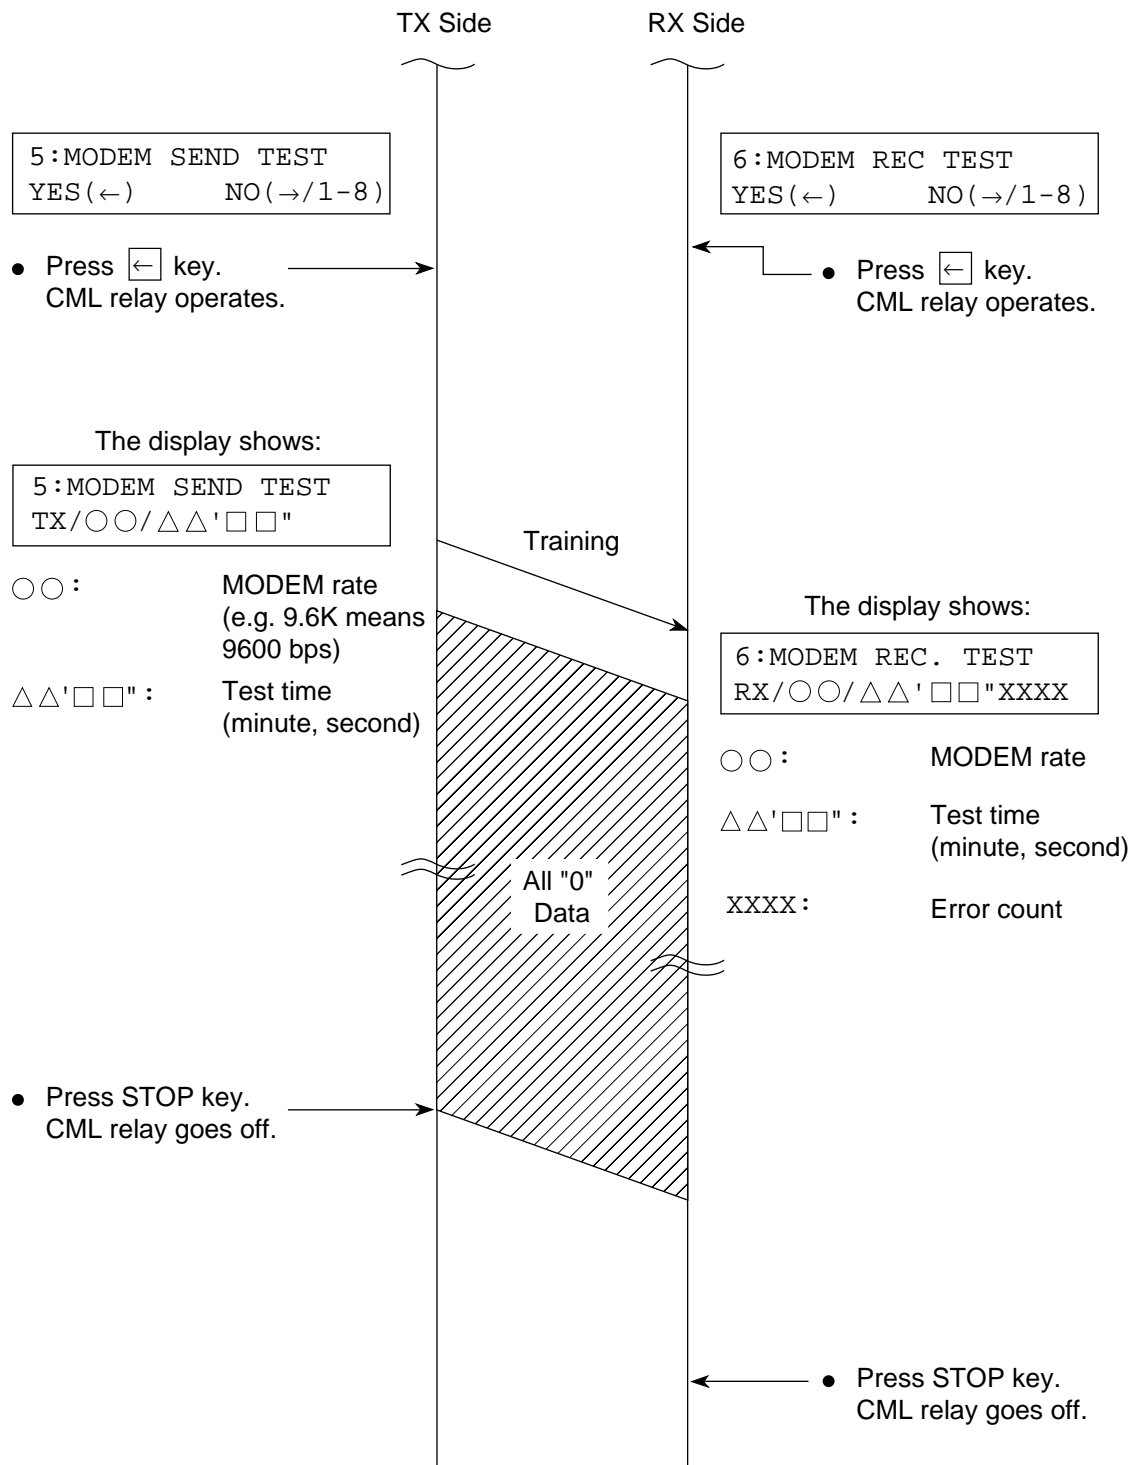 TX Side
RX Side
5:MODEM SEND TEST
YES(←) NO(→/1-8)
6:MODEM REC TEST
YES(←) NO(→/1-8)
● Press ← key.
CML relay operates.
● Press ← key.
CML relay operates.
The display shows:
5:MODEM SEND TEST
TX/○○/△△'□□"
○○: MODEM rate
(e.g. 9.6K means
9600 bps)
△△'□□": Test time
(minute, second)
Training
The display shows:
6:MODEM REC. TEST
RX/○○/△△'□□"XXXX
○○: MODEM rate
△△'□□": Test time
(minute, second)
XXXX: Error count
All "0"
Data
● Press STOP key.
CML relay goes off.
● Press STOP key.
CML relay goes off.